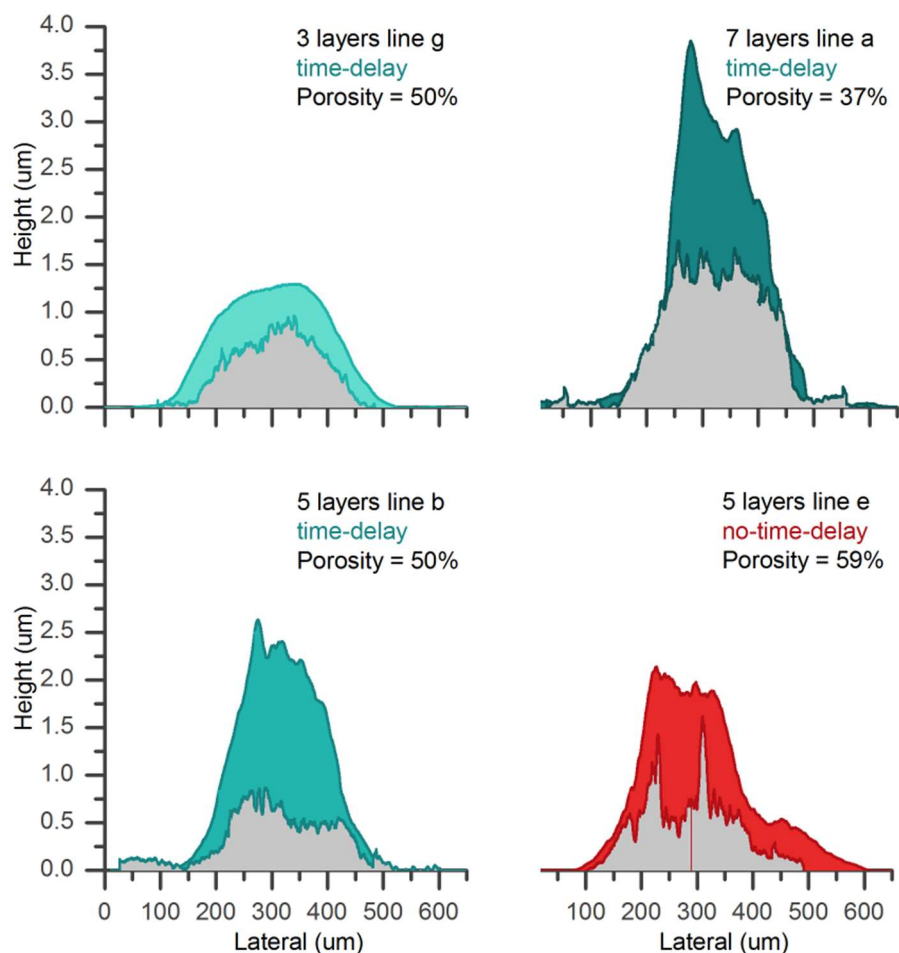 4.0
3.5
3.0
2.5
2.0
1.5
1.0
0.5
0.0
Height (um)
3 layers line g
time-delay
Porosity = 50%
7 layers line a
time-delay
Porosity = 37%
4.0
3.5
3.0
2.5
2.0
1.5
1.0
0.5
0.0
Height (um)
5 layers line b
time-delay
Porosity = 50%
0 100 200 300 400 500 600
Lateral (um)
5 layers line e
no-time-delay
Porosity = 59%
100 200 300 400 500 600
Lateral (um)